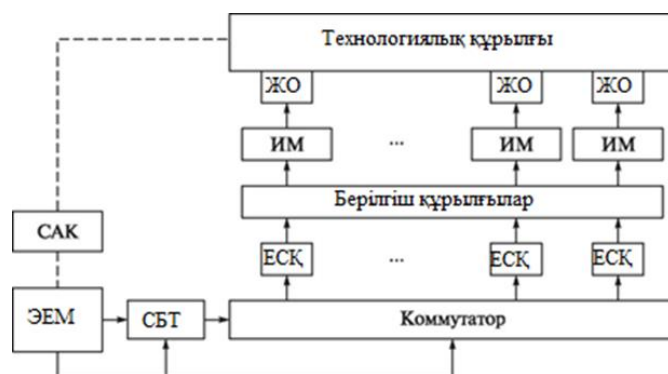 Технологиялық құрылғы
ЖО ЖО ЖО
ИМ ... ИМ ИМ
Берілгіш құрылғылар
САК
ЕСҚ ... ЕСҚ ЕСҚ
ЭЕМ СБТ Коммутатор